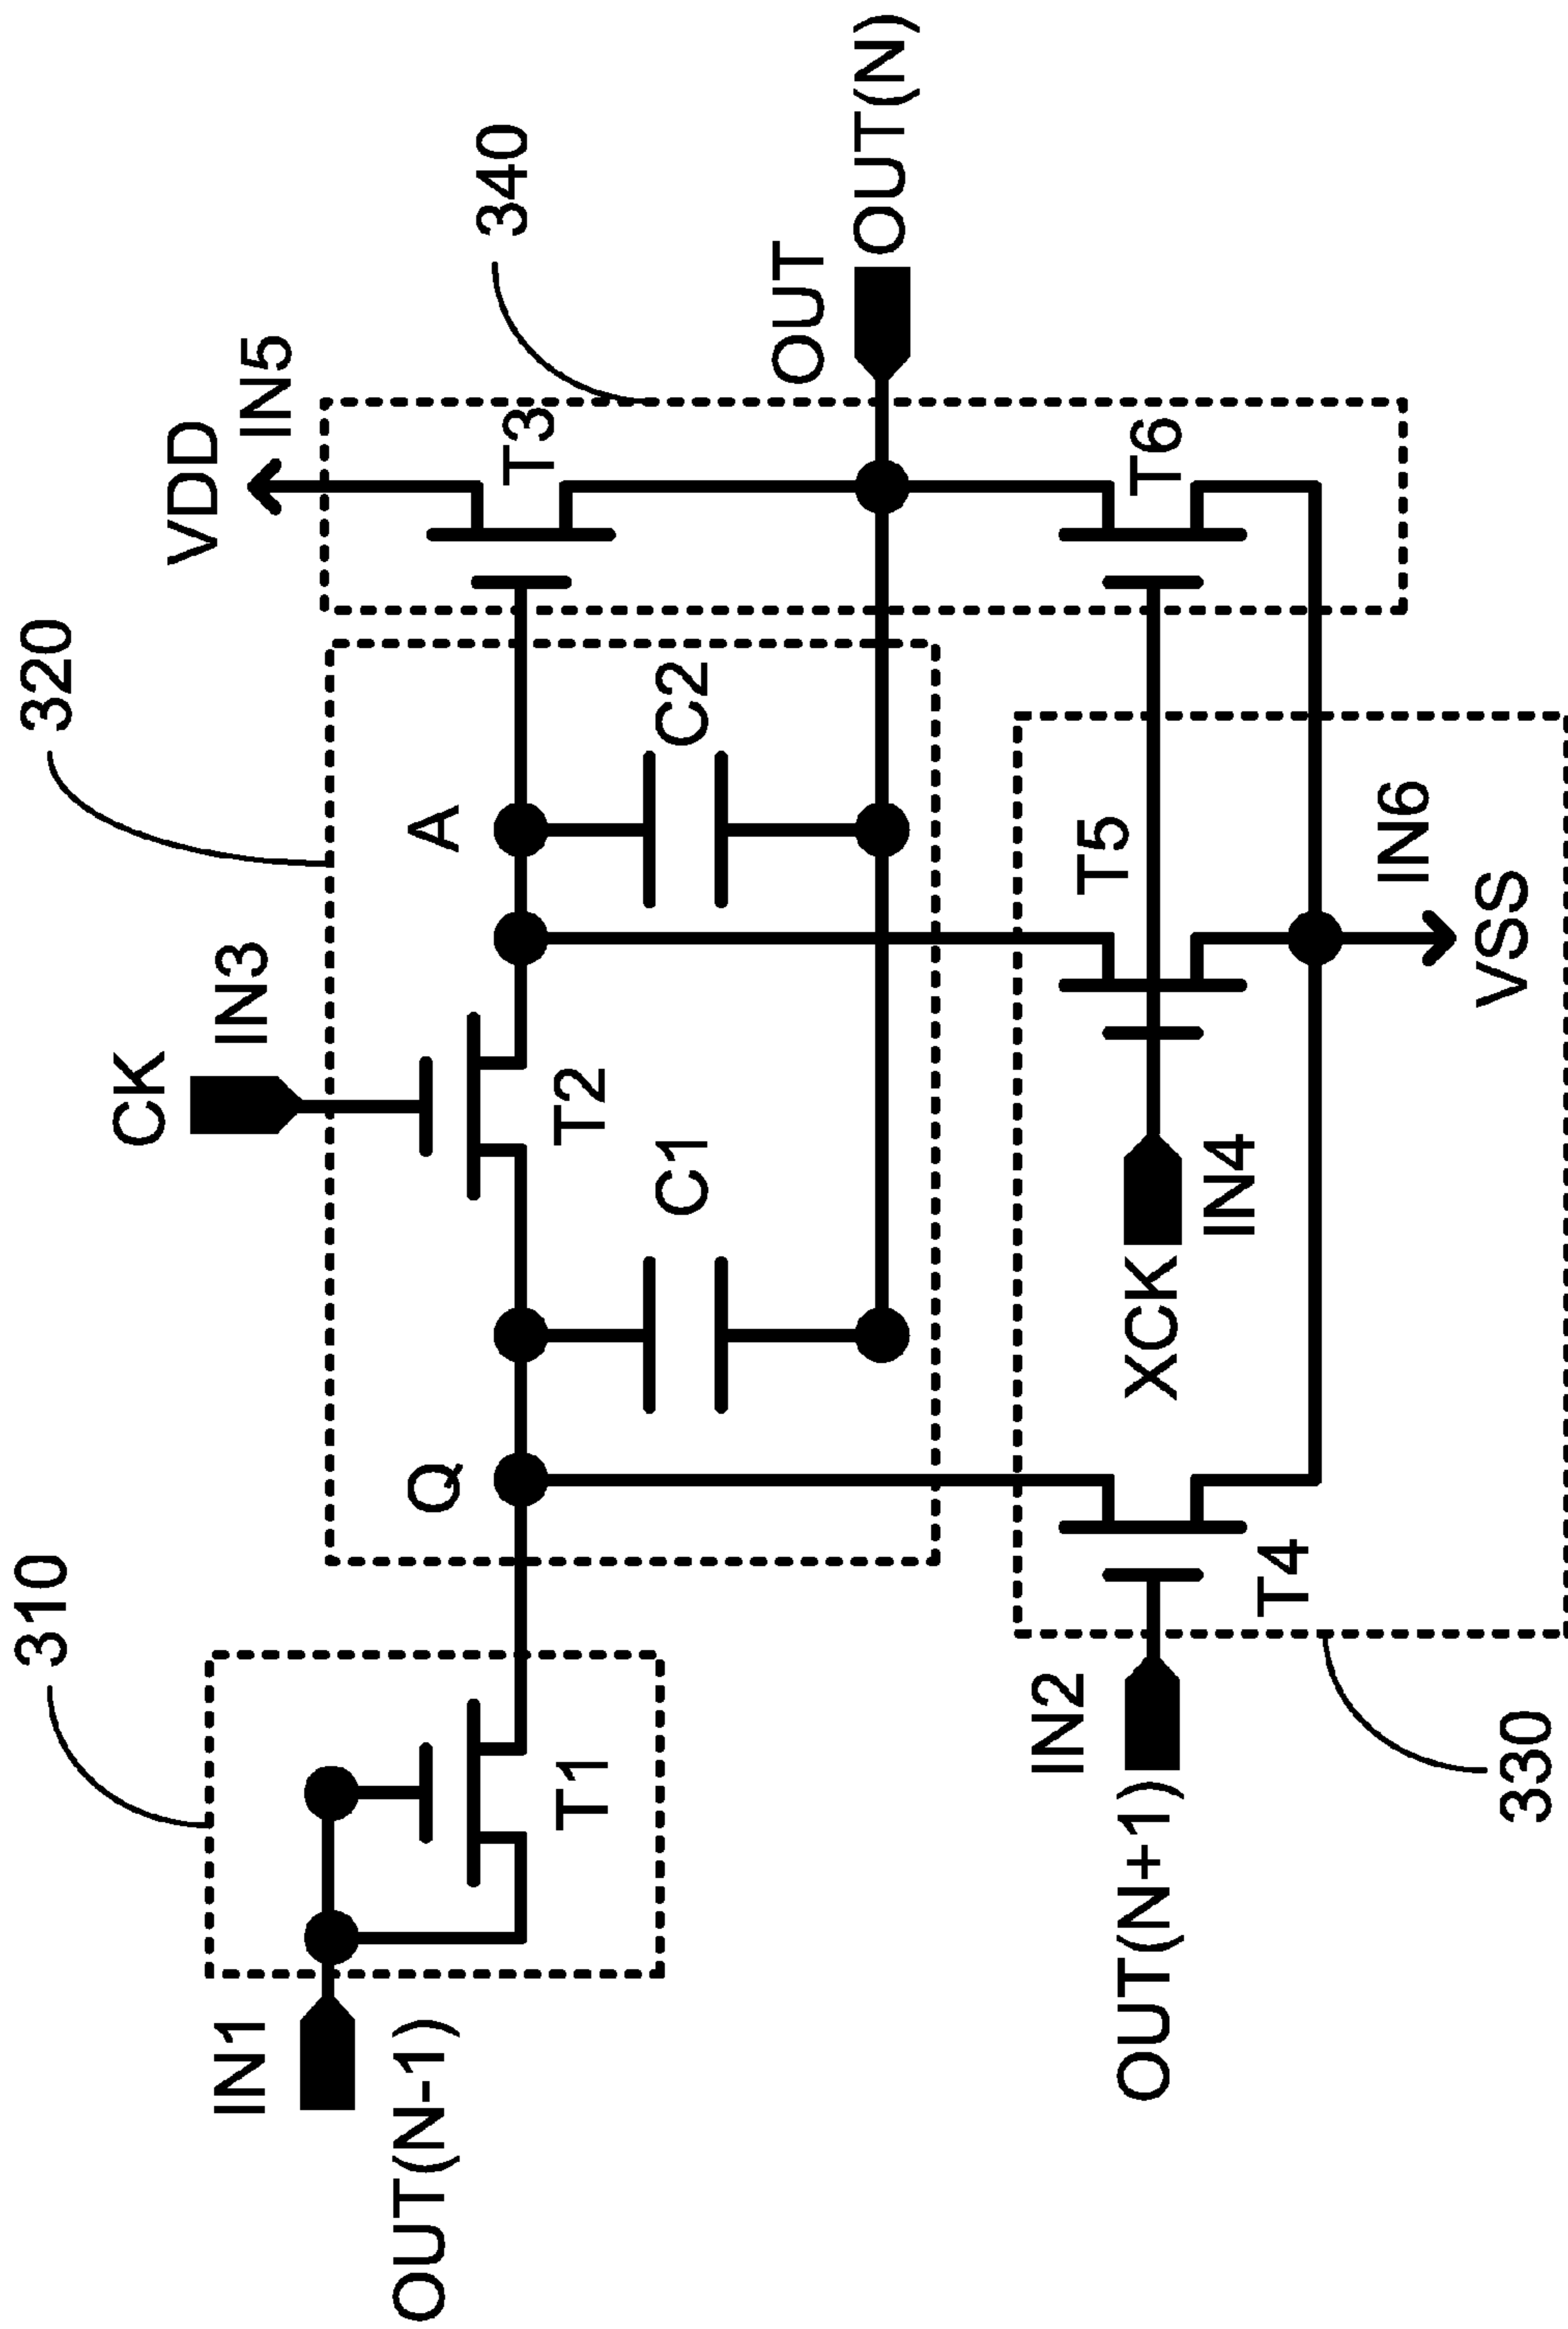 310
320
340
VDD
IN5
CK
IN3
IN1
OUT(N-1)
T1
Q
A
T2
T3
C1
C2
OUT
OUT(N)
IN2
OUT(N+1)
T4
XCK
IN4
T5
T6
IN6
VSS
330